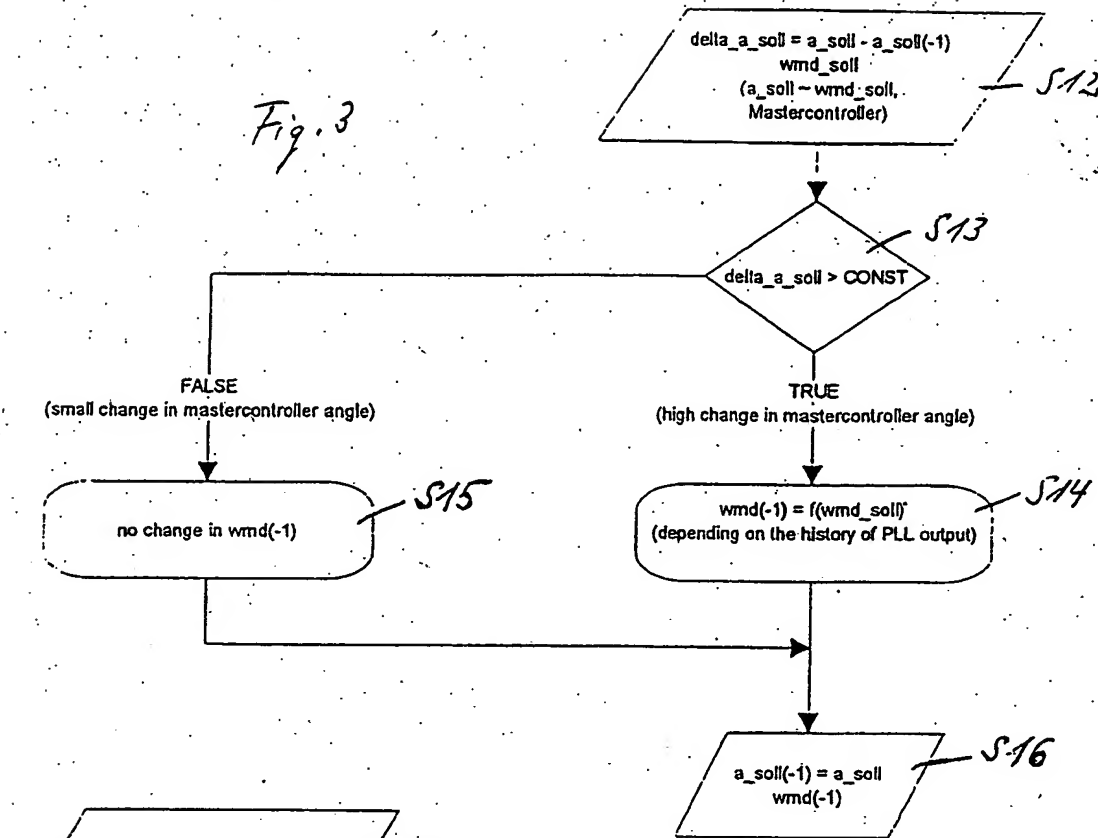 Fig. 3
delta_a_soll = a_soll - a_soll(-1)
wmd_soll
(a_soll ~ wmd_soll,
Mastercontroller)
S12
S13
delta_a_soll > CONST
FALSE
(small change in mastercontroller angle)
TRUE
(high change in mastercontroller angle)
S15
no change in wmd(-1)
S14
wmd(-1) = f(wmd_soll)*
(depending on the history of PLL output)
S16
a_soll(-1) = a_soll
wmd(-1)